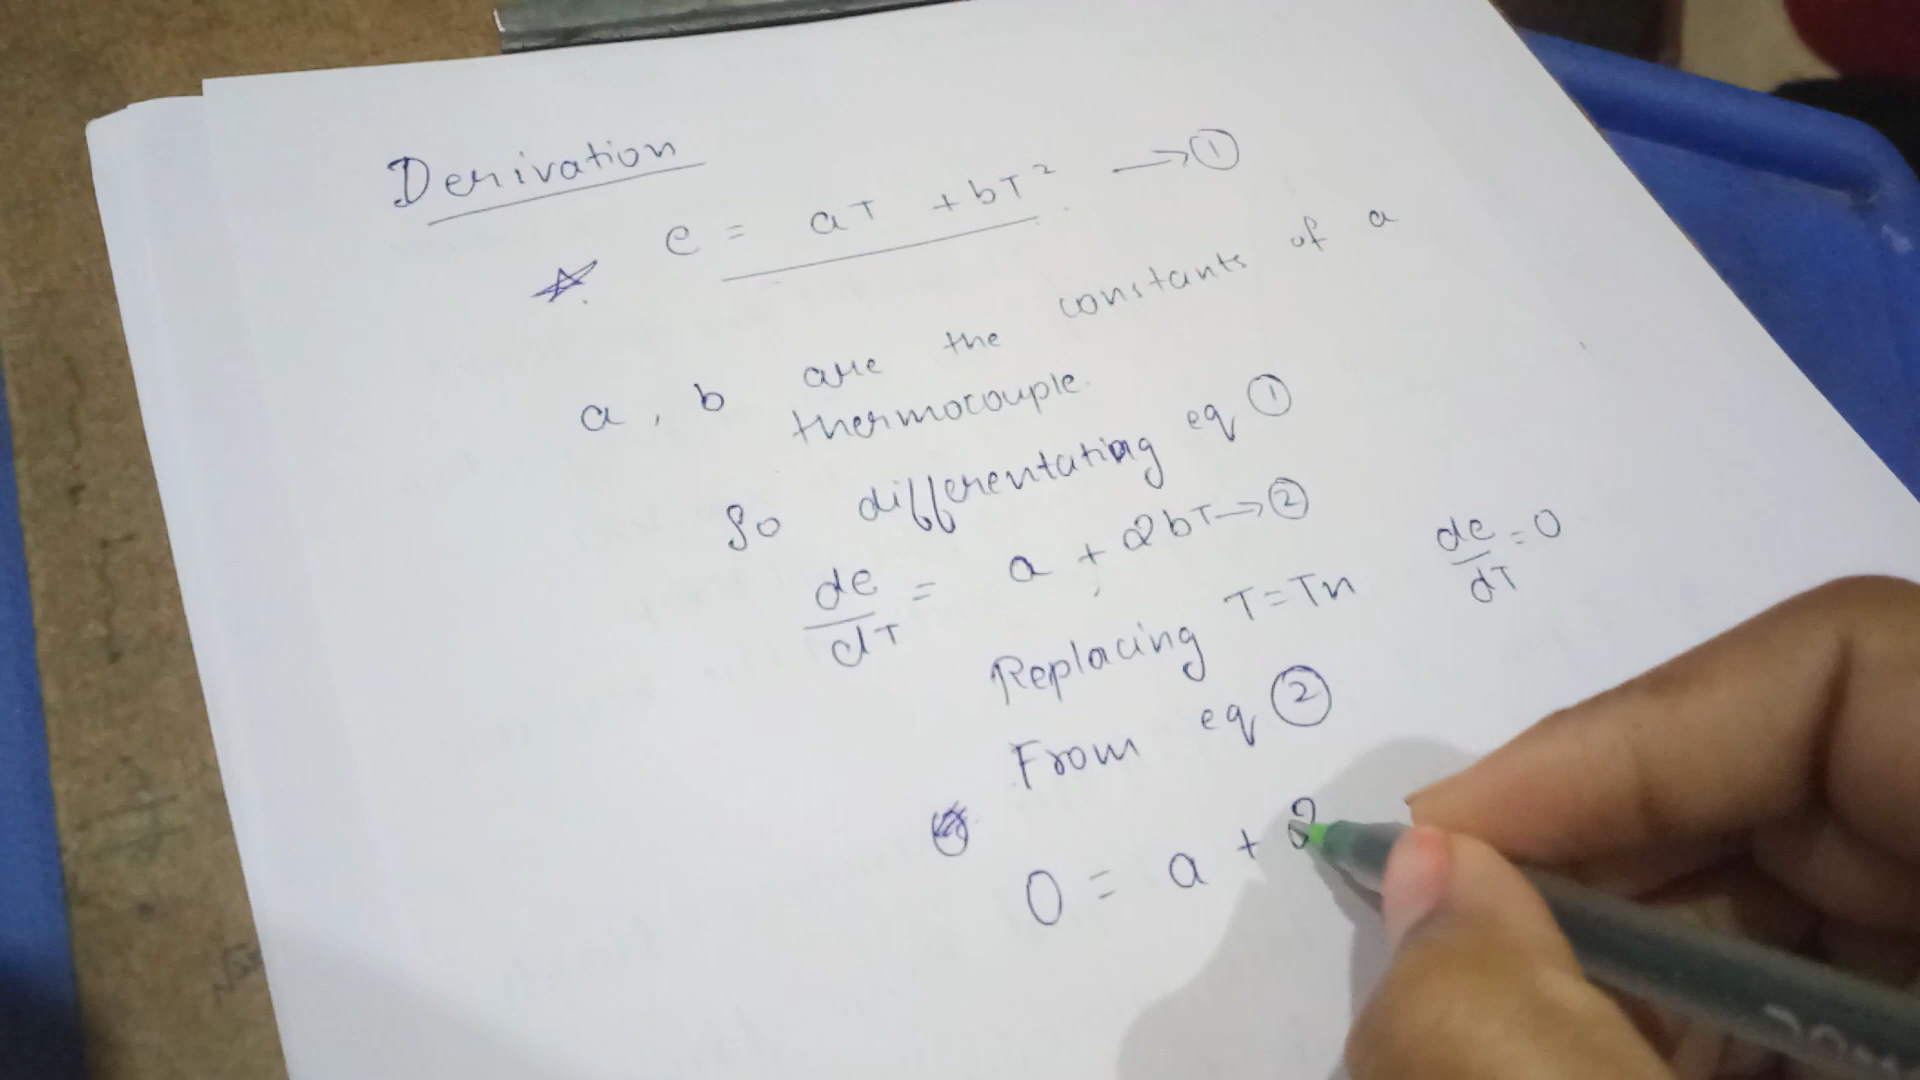 Derivation
e = aT + bT² → ①
a, b are the constants of a
thermocouple.
So differentating eq ①
de/dT = a + 2bT → ②
Replacing T = Tn de/dT = 0
From eq ②
0 = a + 2